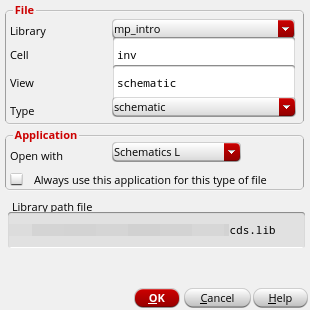 File
Library mp_intro
Cell inv
View schematic
Type schematic
Application
Open with Schematics L
Always use this application for this type of file
Library path file
cds.lib
OK Cancel Help